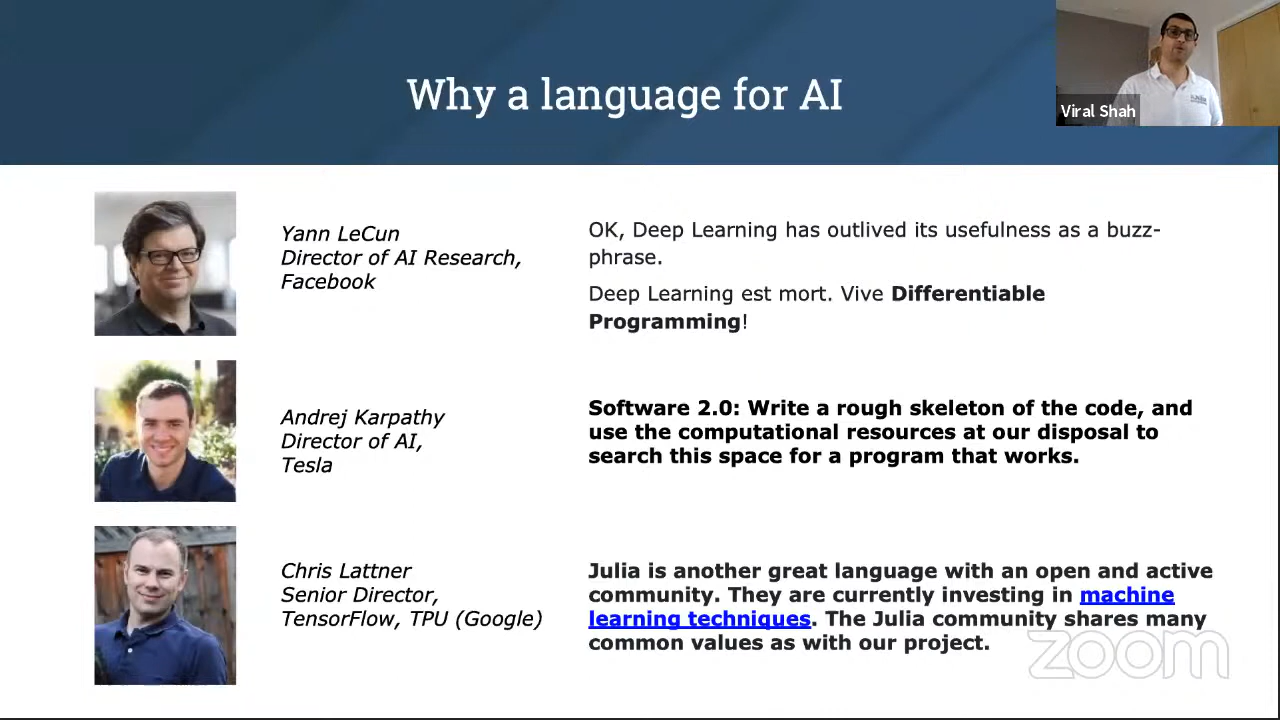 Why a language for AI
Viral Shah
Yann LeCun
Director of AI Research,
Facebook
OK, Deep Learning has outlived its usefulness as a buzz-
phrase.
Deep Learning est mort. Vive Differentiable
Programming!
Andrej Karpathy
Director of AI,
Tesla
Software 2.0: Write a rough skeleton of the code, and
use the computational resources at our disposal to
search this space for a program that works.
Chris Lattner
Senior Director,
TensorFlow, TPU (Google)
Julia is another great language with an open and active
community. They are currently investing in machine
learning techniques. The Julia community shares many
common values as with our project.
zoom